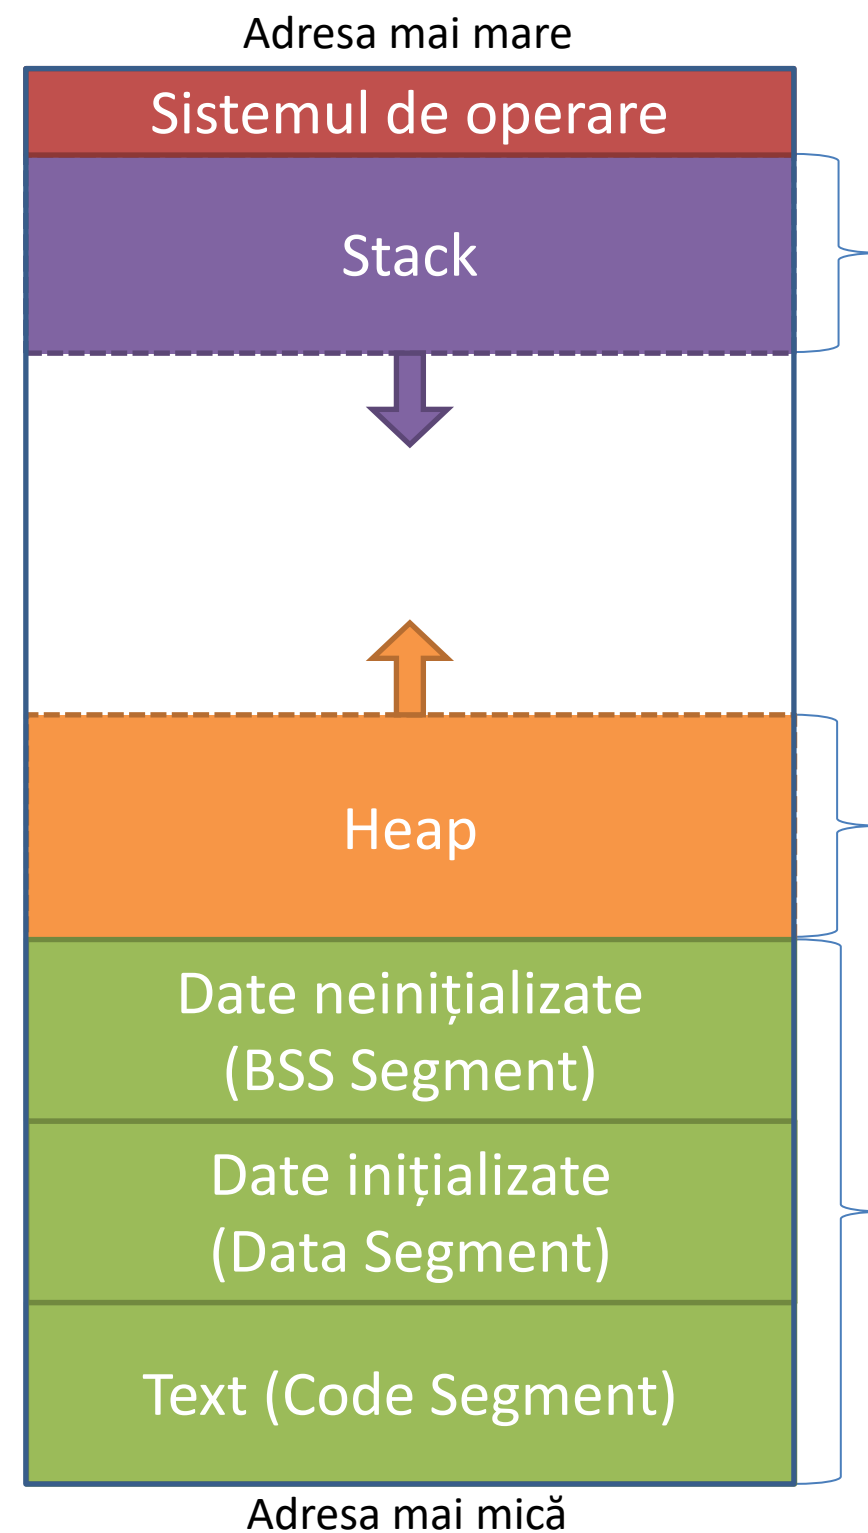 Adresa mai mare
Sistemul de operare
Stack
Heap
Date neinițializate
(BSS Segment)
Date inițializate
(Data Segment)
Text (Code Segment)
Adresa mai mică